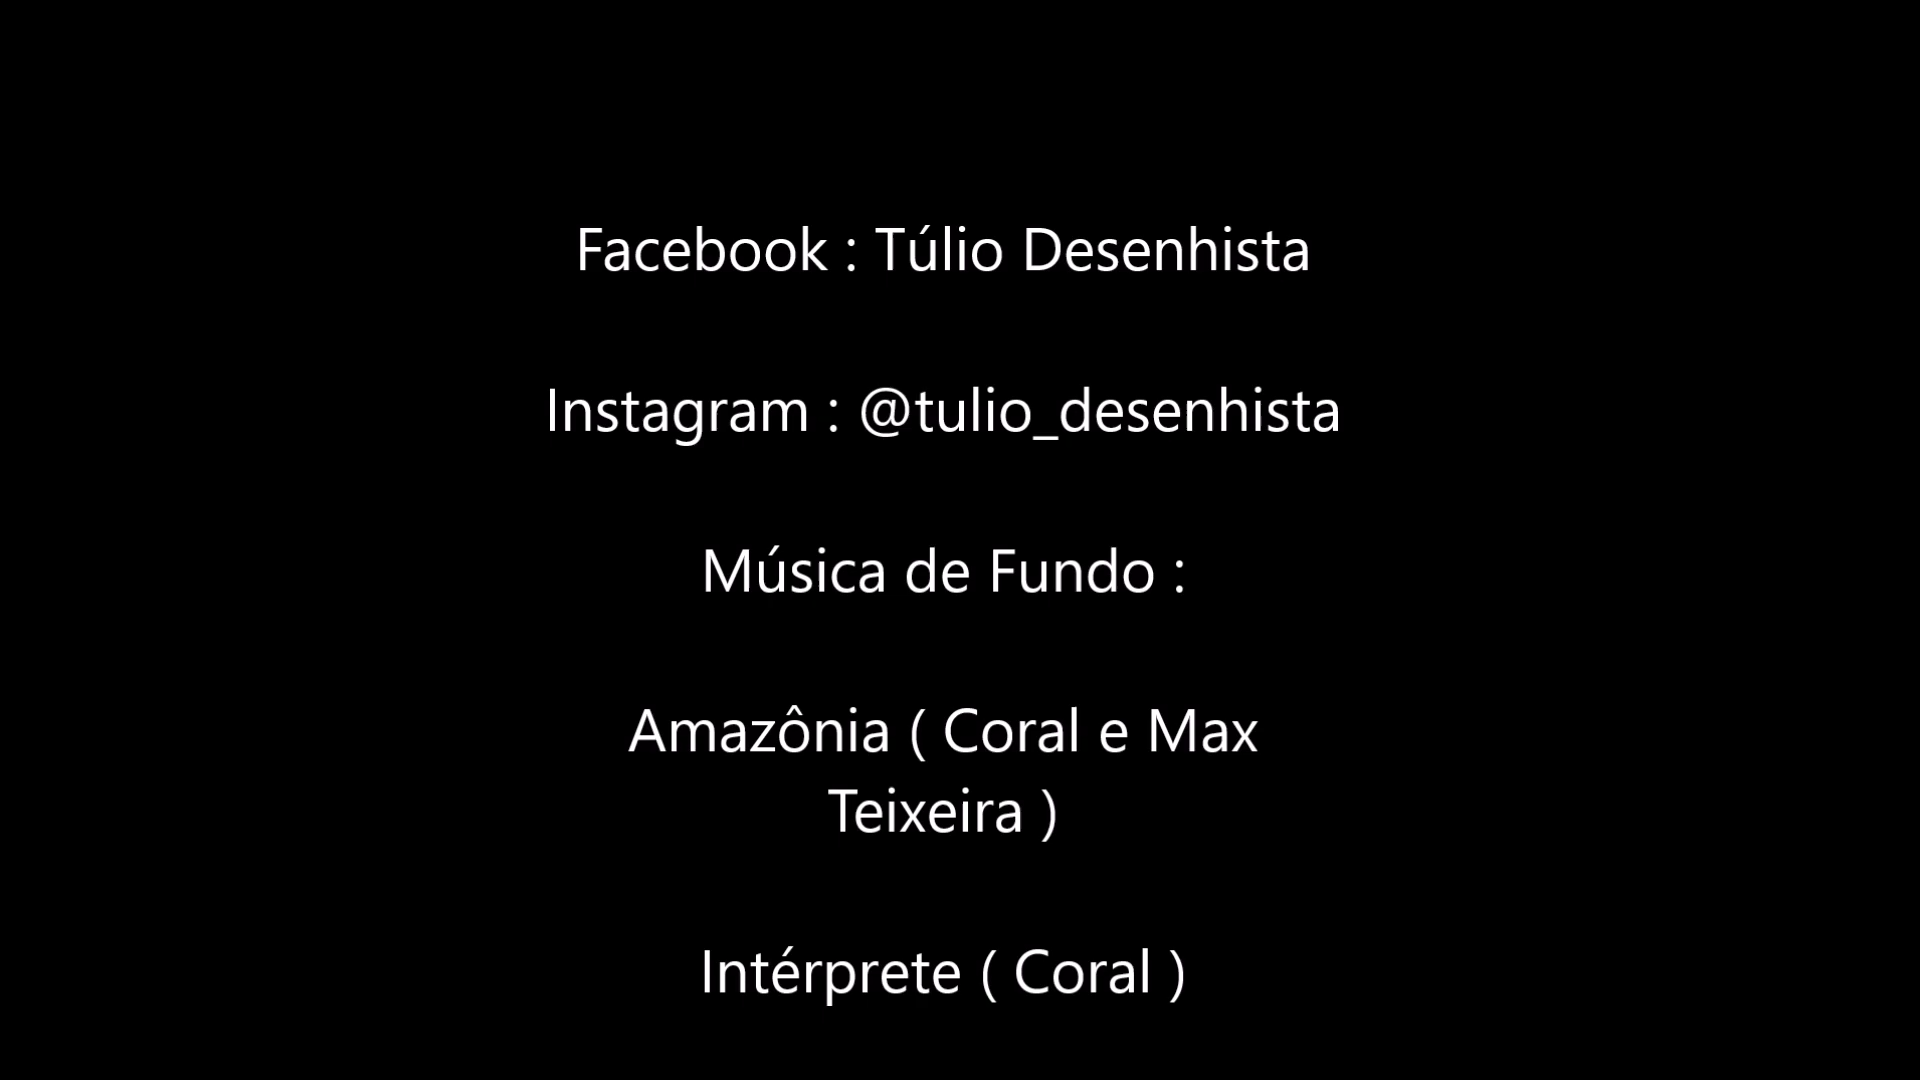 Facebook : Túlio Desenhista
Instagram : @tulio_desenhista
Música de Fundo :
Amazônia ( Coral e Max
Teixeira )
Intérprete ( Coral )